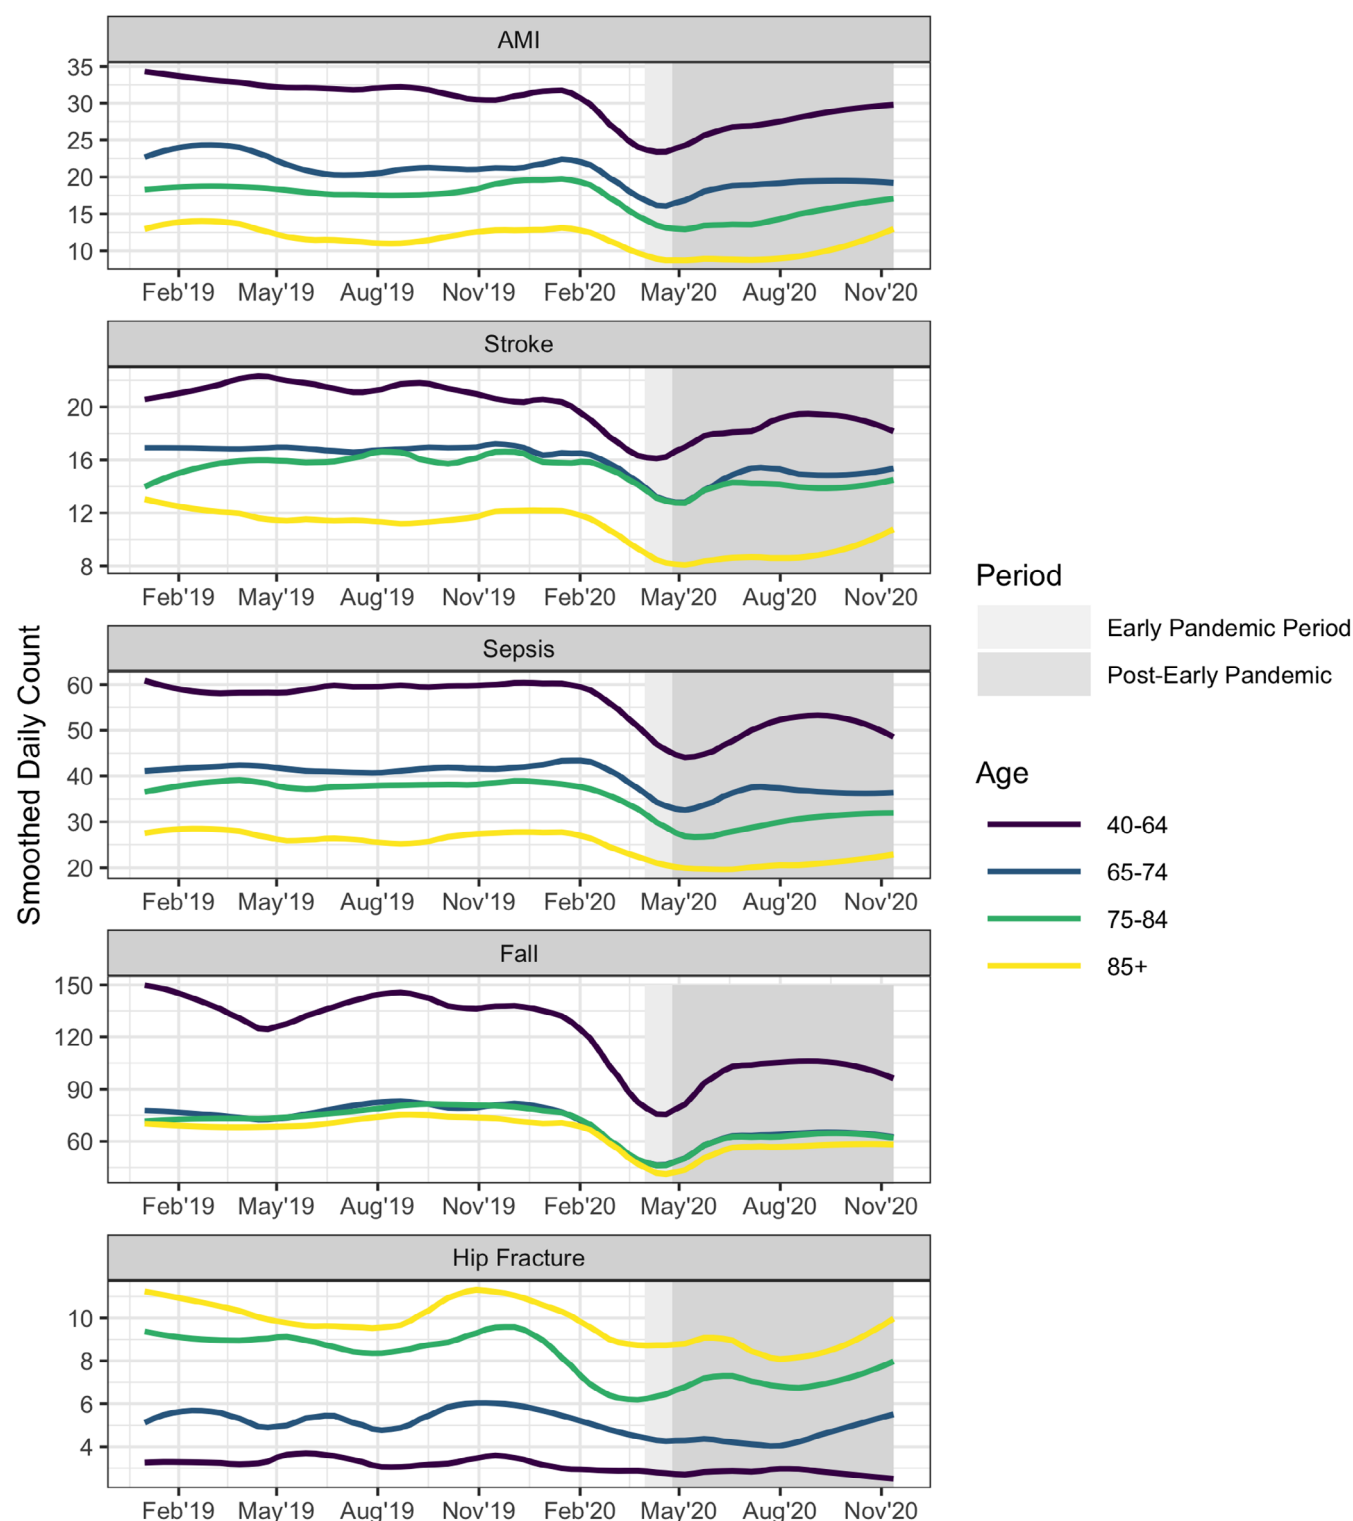 AMI
35
30
25
20
15
10
Feb'19 May'19 Aug'19 Nov'19 Feb'20 May'20 Aug'20 Nov'20
Stroke
20
16
12
8
Feb'19 May'19 Aug'19 Nov'19 Feb'20 May'20 Aug'20 Nov'20
Sepsis
60
50
40
30
20
Feb'19 May'19 Aug'19 Nov'19 Feb'20 May'20 Aug'20 Nov'20
Fall
150
120
90
60
Feb'19 May'19 Aug'19 Nov'19 Feb'20 May'20 Aug'20 Nov'20
Hip Fracture
10
8
6
4
Feb'19 May'19 Aug'19 Nov'19 Feb'20 May'20 Aug'20 Nov'20
Smoothed Daily Count
Period
Early Pandemic Period
Post-Early Pandemic
Age
40-64
65-74
75-84
85+